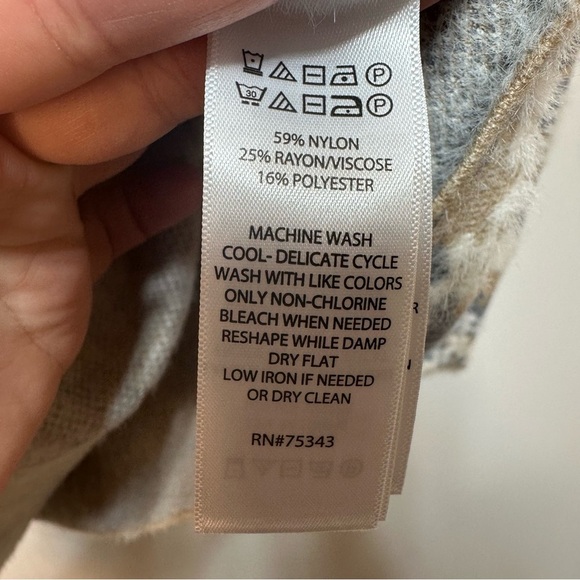 P
30 P
59% NYLON
25% RAYON/VISCOSE
16% POLYESTER
MACHINE WASH
COOL- DELICATE CYCLE
WASH WITH LIKE COLORS
ONLY NON-CHLORINE
BLEACH WHEN NEEDED
RESHAPE WHILE DAMP
DRY FLAT
LOW IRON IF NEEDED
OR DRY CLEAN
RN#75343
R